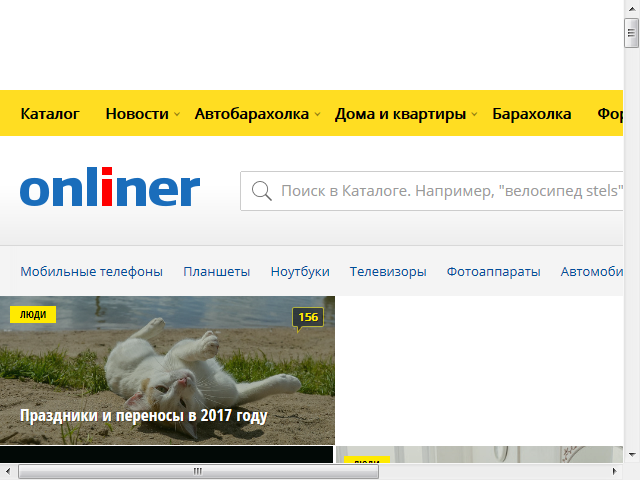 Каталог Новости Автобарахолка Дома и квартиры Барахолка Фор
onliner
Поиск в Каталоге. Например, "велосипед stels"
Мобильные телефоны Планшеты Ноутбуки Телевизоры Фотоаппараты Автомоби
ЛЮДИ
156
Праздники и переносы в 2017 году
ЛЮДИ